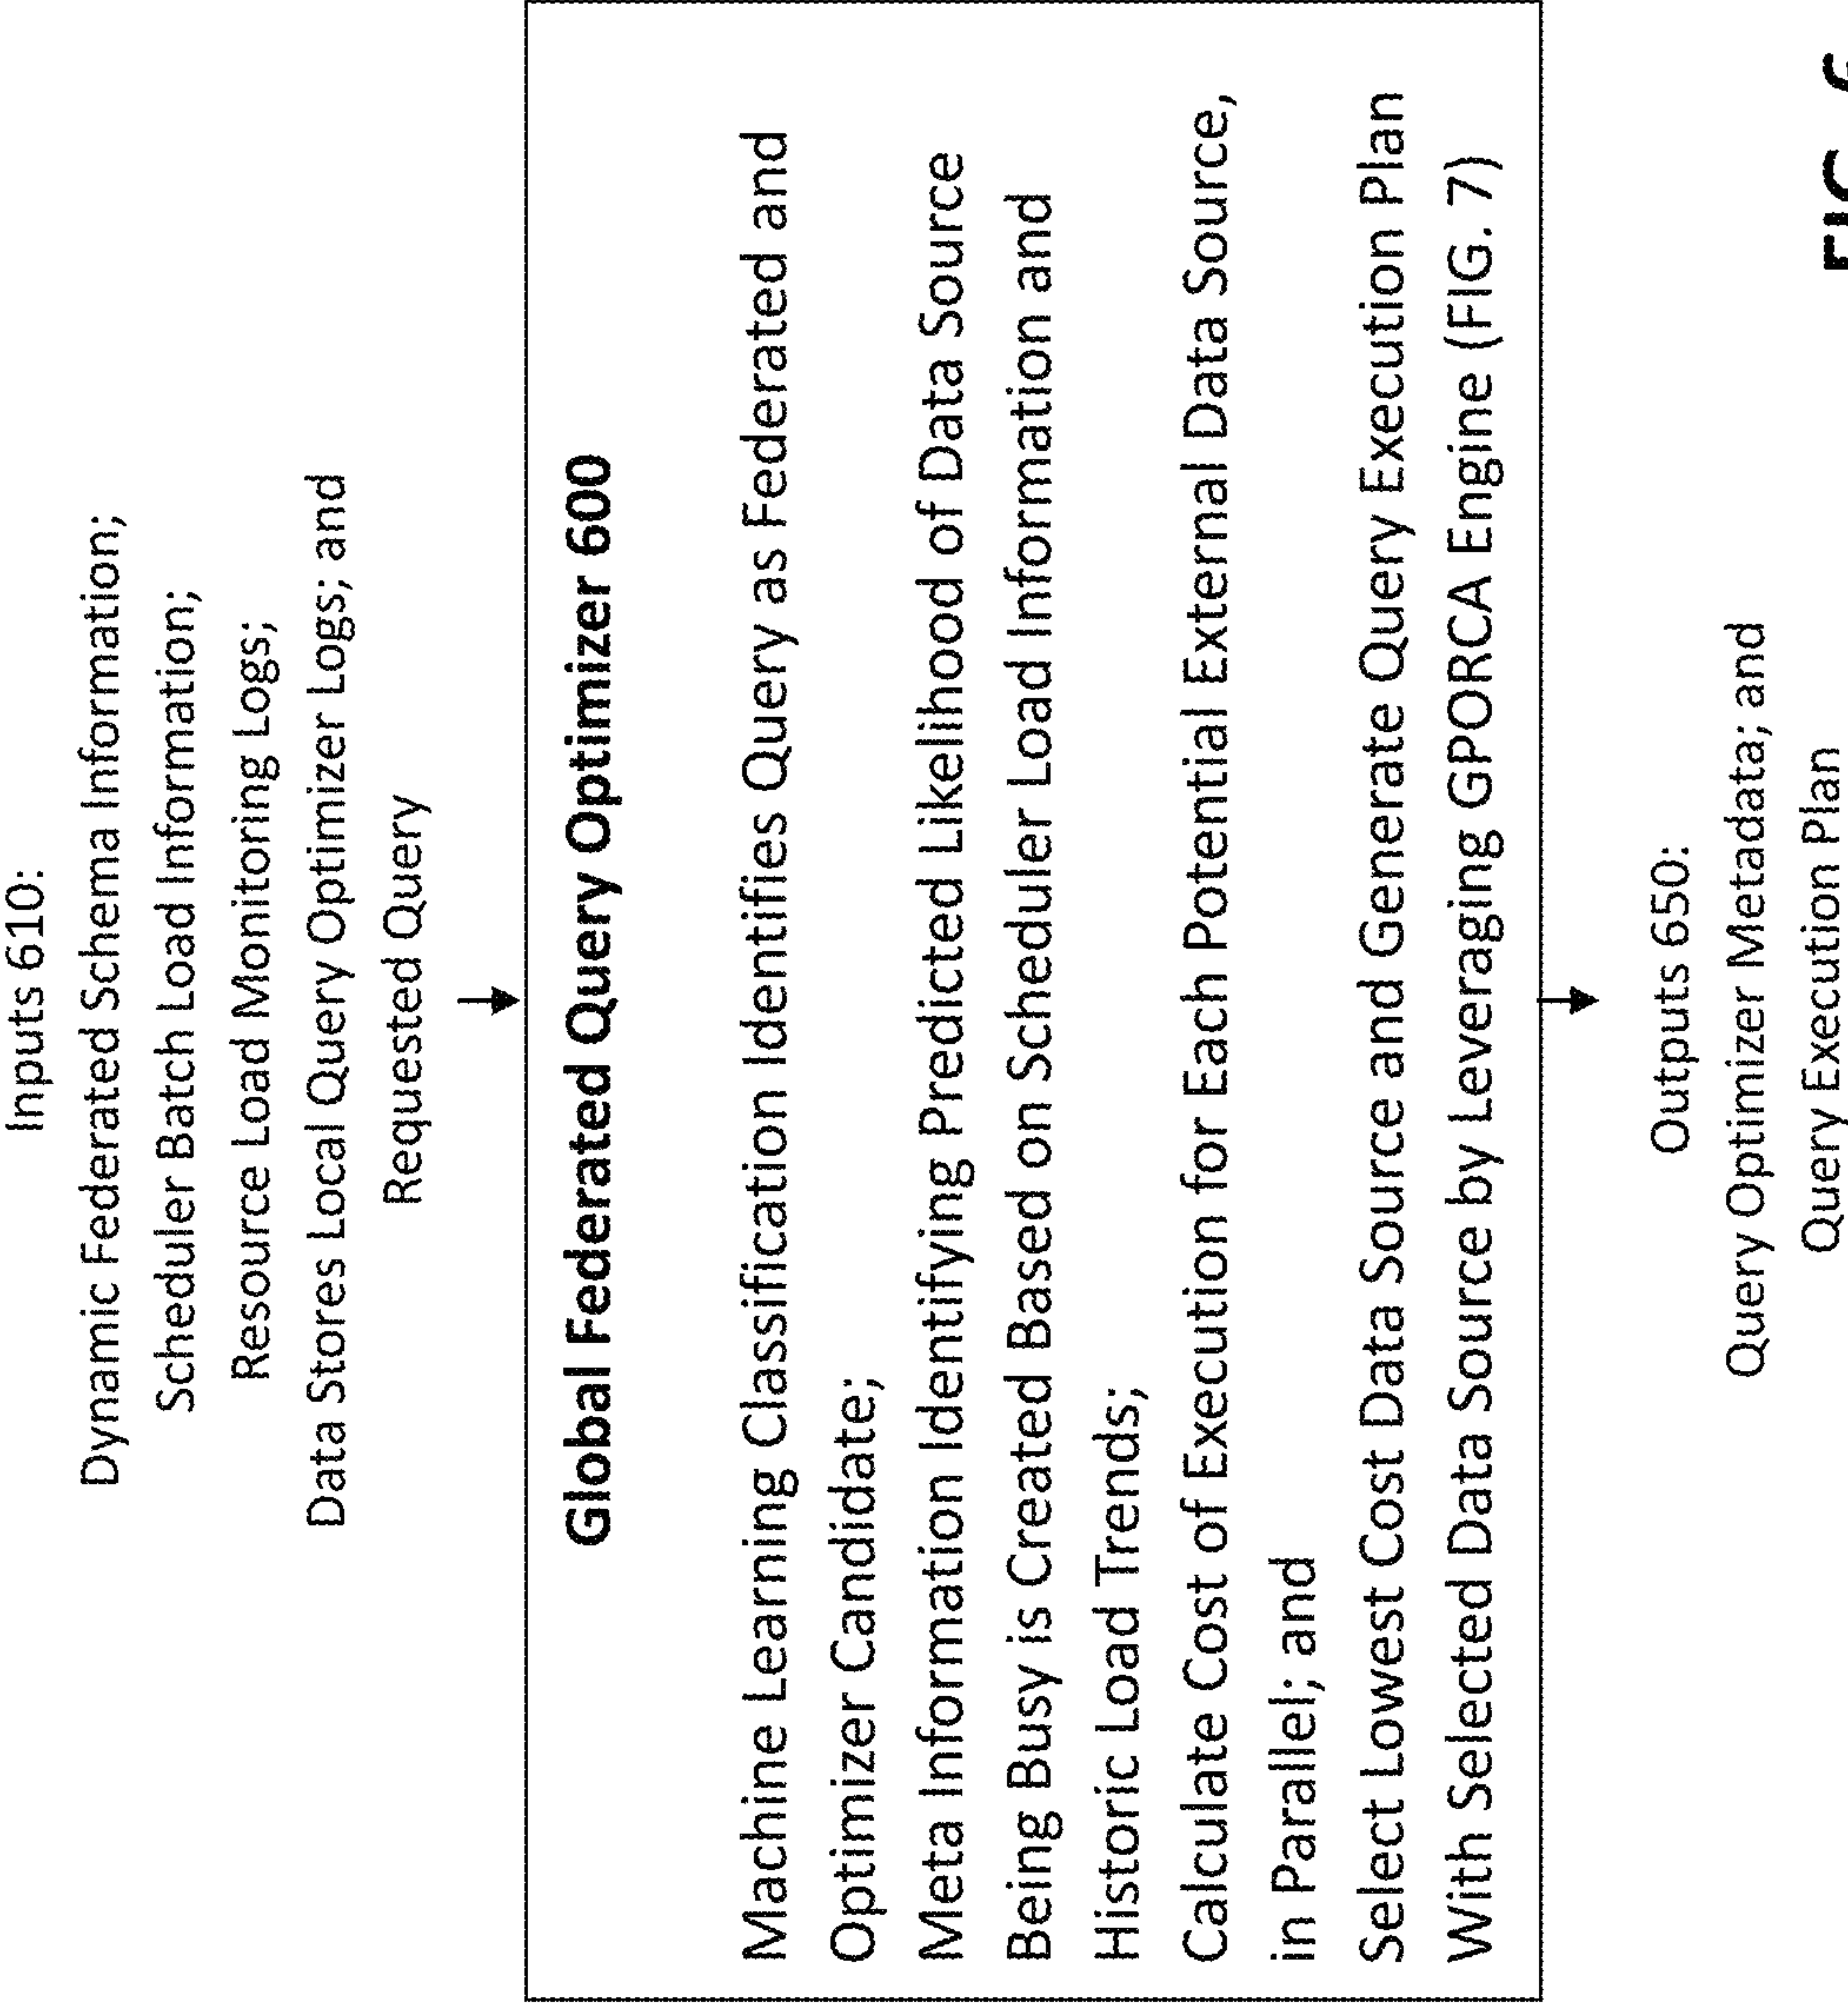 Inputs 610:
Dynamic Federated Schema Information;
Scheduler Batch Load Information;
Resource Load Monitoring Logs;
Data Stores Local Query Optimizer Logs; and
Requested Query
Global Federated Query Optimizer 600
Machine Learning Classification Identifies Query as Federated and
Optimizer Candidate;
Meta Information Identifying Predicted Likelihood of Data Source
Being Busy is Created Based on Scheduler Load Information and
Historic Load Trends;
Calculate Cost of Execution for Each Potential External Data Source,
in Parallel; and
Select Lowest Cost Data Source and Generate Query Execution Plan
With Selected Data Source by Leveraging GPORCA Engine (FIG. 7)
Outputs 650:
Query Optimizer Metadata; and
Query Execution Plan